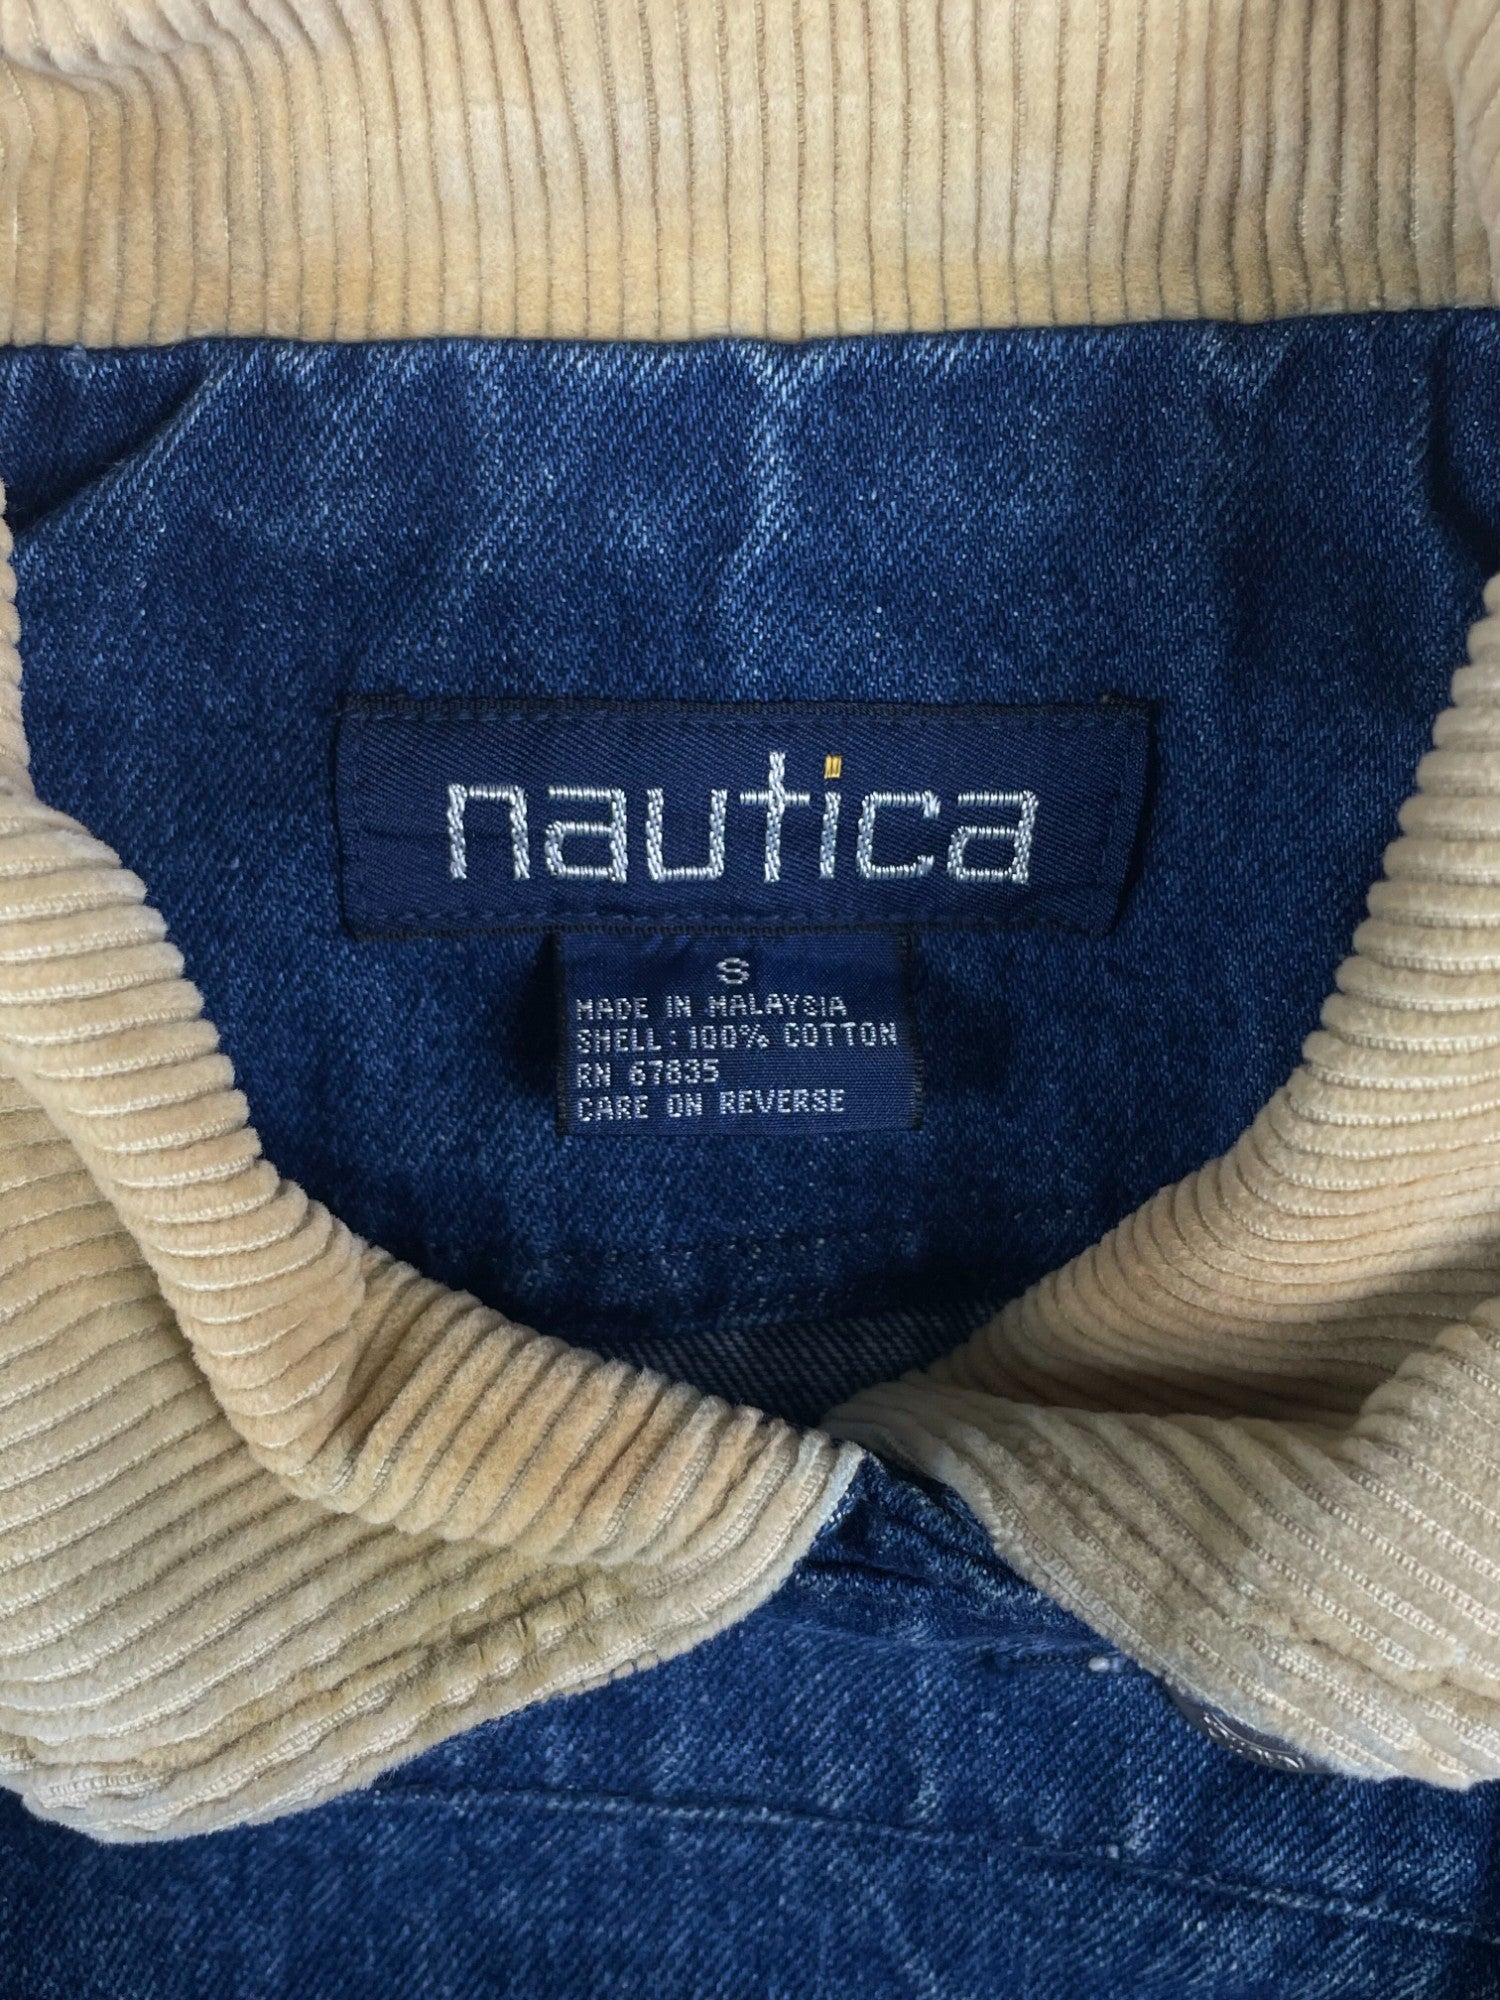 nautica
S
MADE IN MALAYSIA
SHELL: 100% COTTON
RN 67835
CARE ON REVERSE